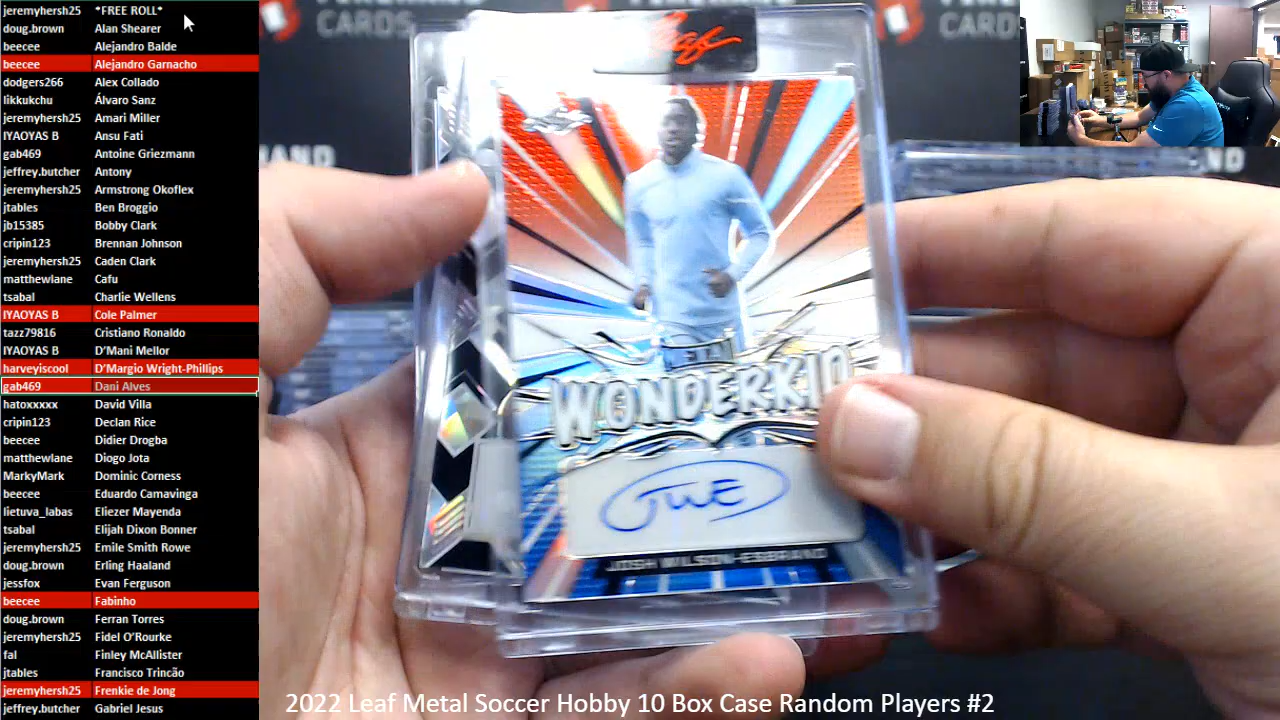 jeremyhersh25 *FREE ROLL*
doug.brown Alan Shearer
beecee Alejandro Balde
beecee Alejandro Garnacho
dodgers266 Alex Collado
likkukchu Álvaro Sanz
jeremyhersh25 Amari Miller
IYAOYAS B Ansu Fati
gab469 Antoine Griezmann
jeffrey.butcher Antony
jeremyhersh25 Armstrong Okoflex
jtables Ben Broggio
jb15385 Bobby Clark
cripin123 Brennan Johnson
jeremyhersh25 Caden Clark
matthewlane Cafu
tsabal Charlie Wellens
IYAOYAS B Cole Palmer
tazz79816 Cristiano Ronaldo
IYAOYAS B D'Mani Mellor
harveyiscool D'Margio Wright-Phillips
gab469 Dani Alves
hatoxxxxx David Villa
cripin123 Declan Rice
beecee Didier Drogba
matthewlane Diogo Jota
MarkyMark Dominic Corness
beecee Eduardo Camavinga
lietuva_labas Eliezer Mayenda
tsabal Elijah Dixon Bonner
jeremyhersh25 Emile Smith Rowe
doug.brown Erling Haaland
jessfox Evan Ferguson
beecee Fabinho
doug.brown Ferran Torres
jeremyhersh25 Fidel O'Rourke
fal Finley McAllister
jtables Francisco Trincão
jeremyhersh25 Frenkie de Jong
jeffrey.butcher Gabriel Jesus
CARDS
Leaf
WONDERKID
JWE
JOSH WILSON-ESBRAND
2022 Leaf Metal Soccer Hobby 10 Box Case Random Players #2